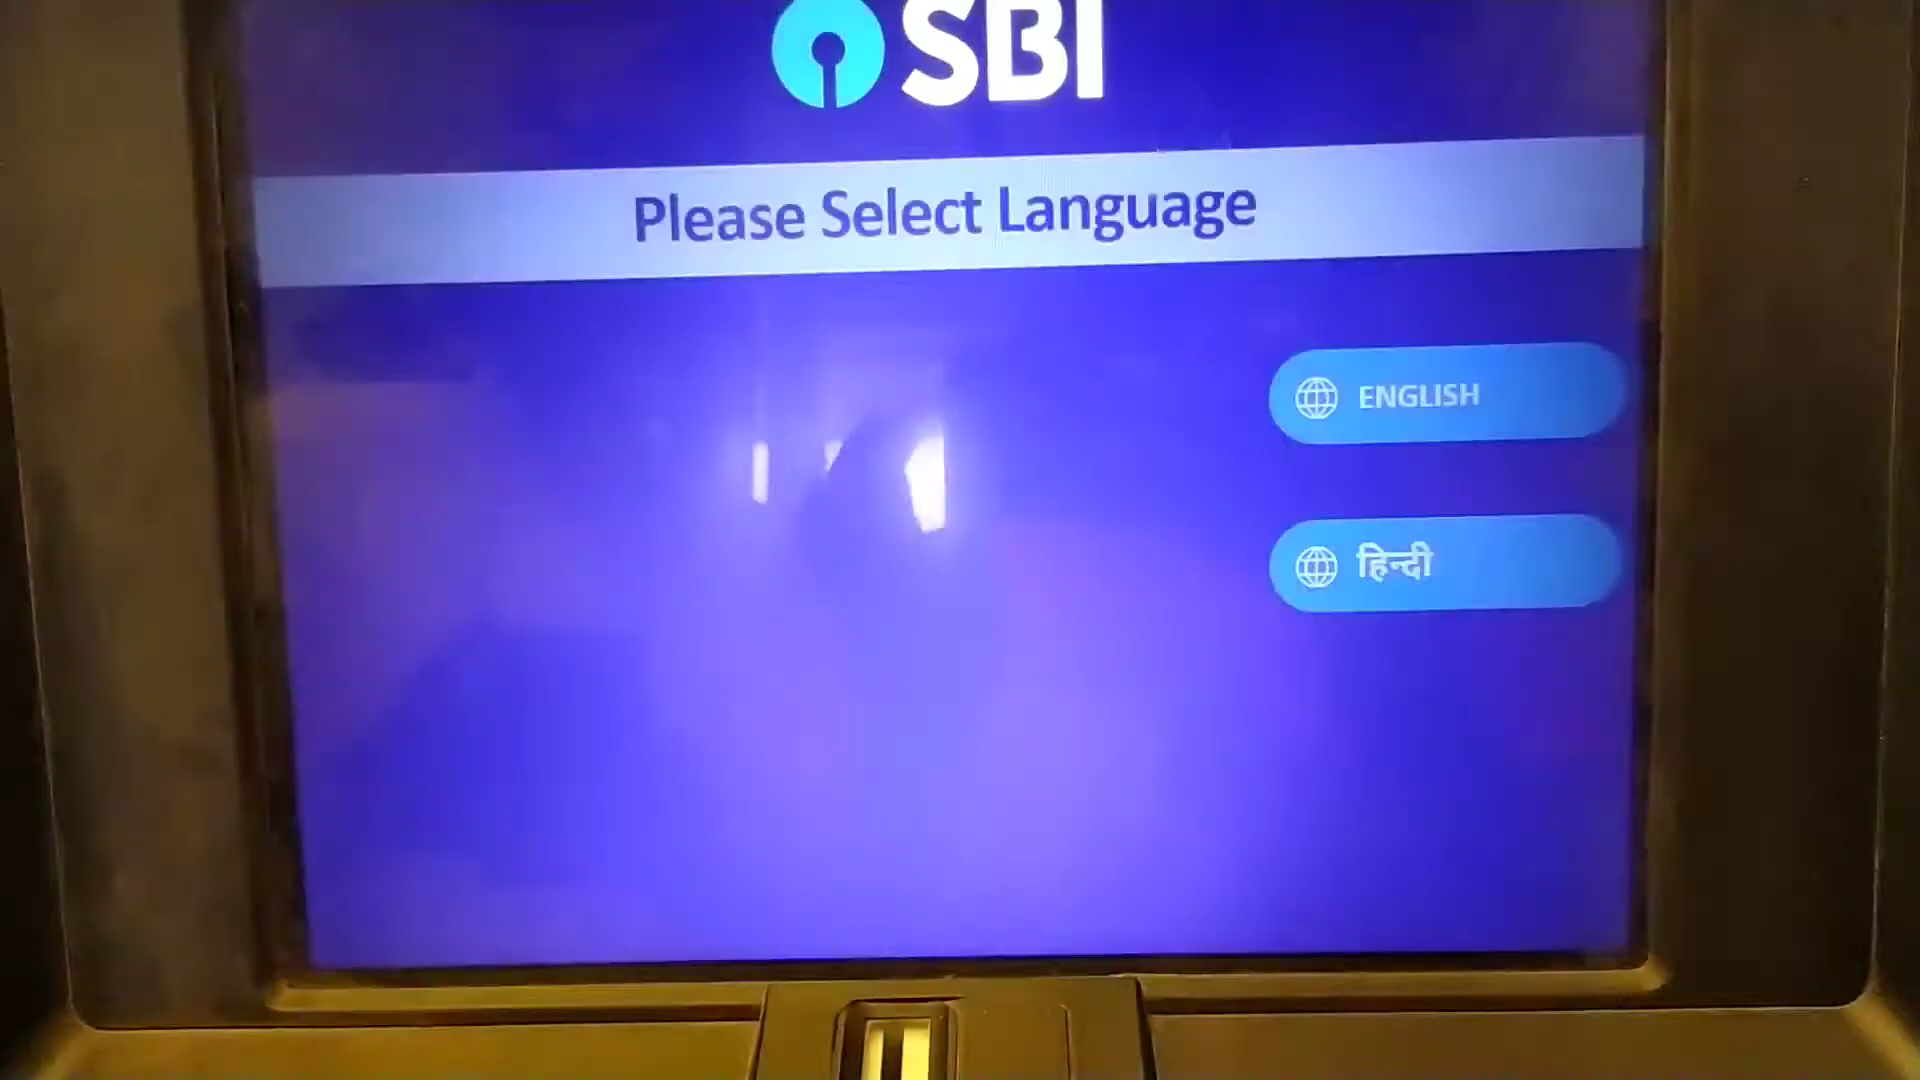 SBI
Please Select Language
ENGLISH
हिन्दी